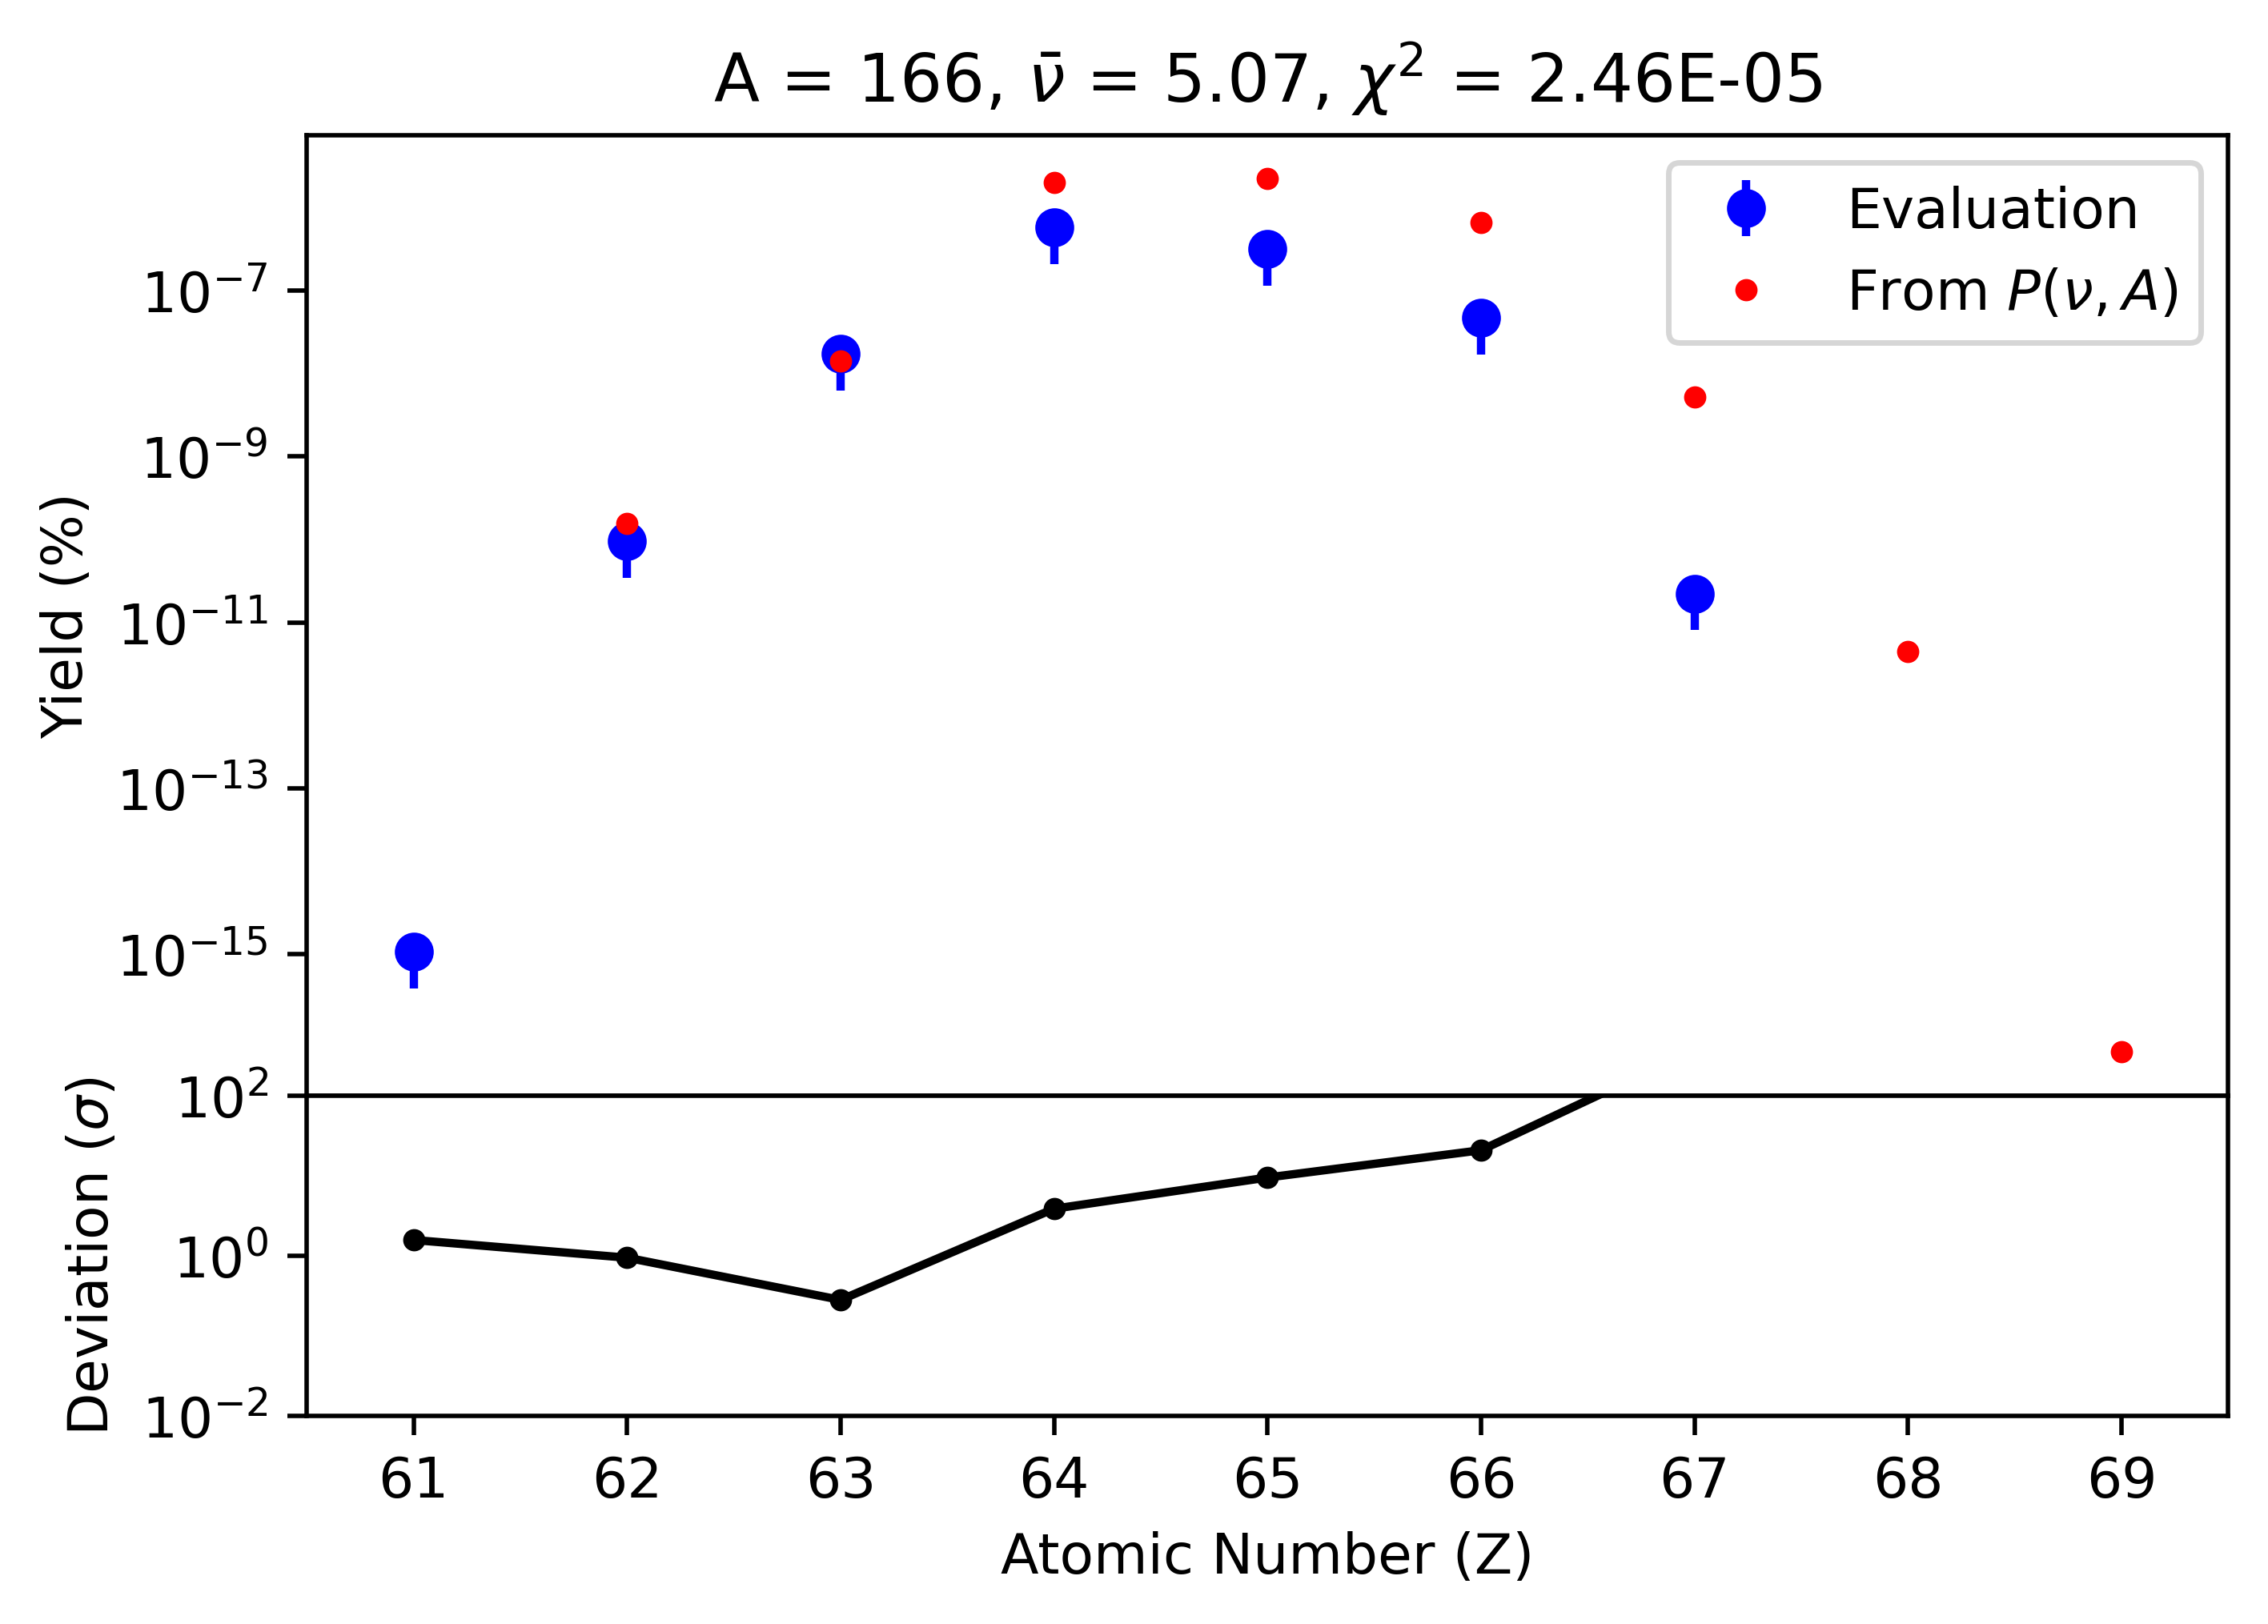 A = 166, ν̄ = 5.07, χ² = 2.46E-05
Evaluation
From P(ν, A)
Yield (%)
10⁻⁷
10⁻⁹
10⁻¹¹
10⁻¹³
10⁻¹⁵
Deviation (σ)
10²
10⁰
10⁻²
61 62 63 64 65 66 67 68 69
Atomic Number (Z)